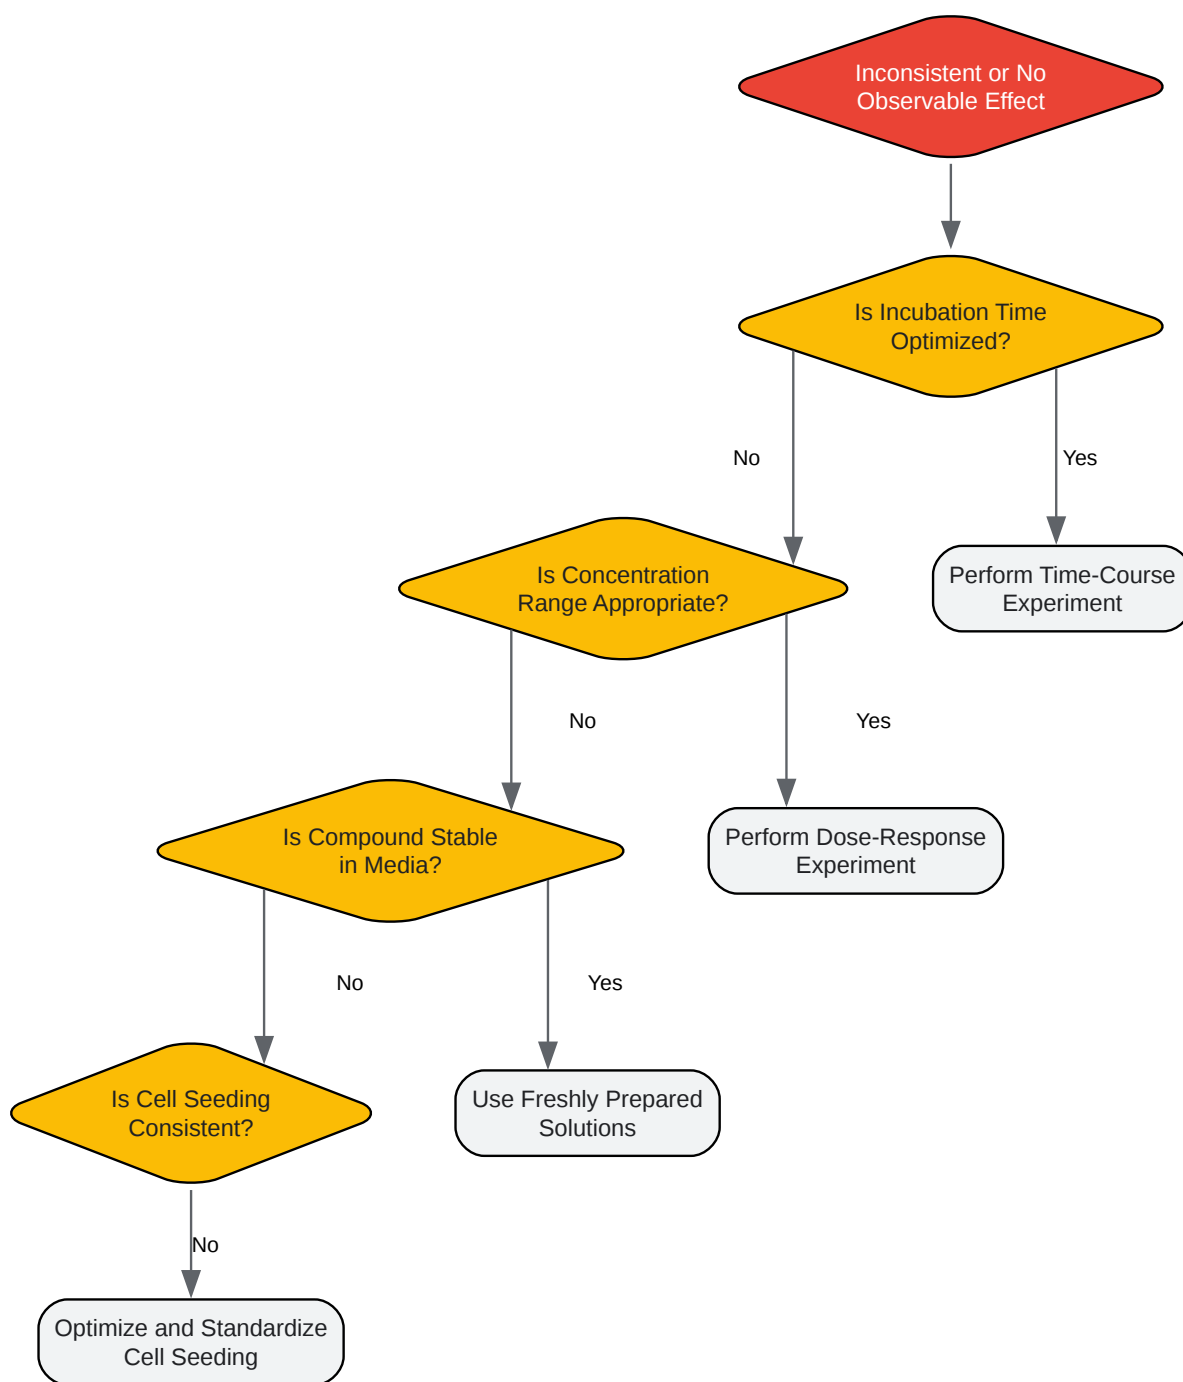 Inconsistent or No
Observable Effect
Is Incubation Time
Optimized?
No
Yes
Is Concentration
Range Appropriate?
Perform Time-Course
Experiment
No
Yes
Is Compound Stable
in Media?
Perform Dose-Response
Experiment
No
Yes
Is Cell Seeding
Consistent?
Use Freshly Prepared
Solutions
No
Optimize and Standardize
Cell Seeding